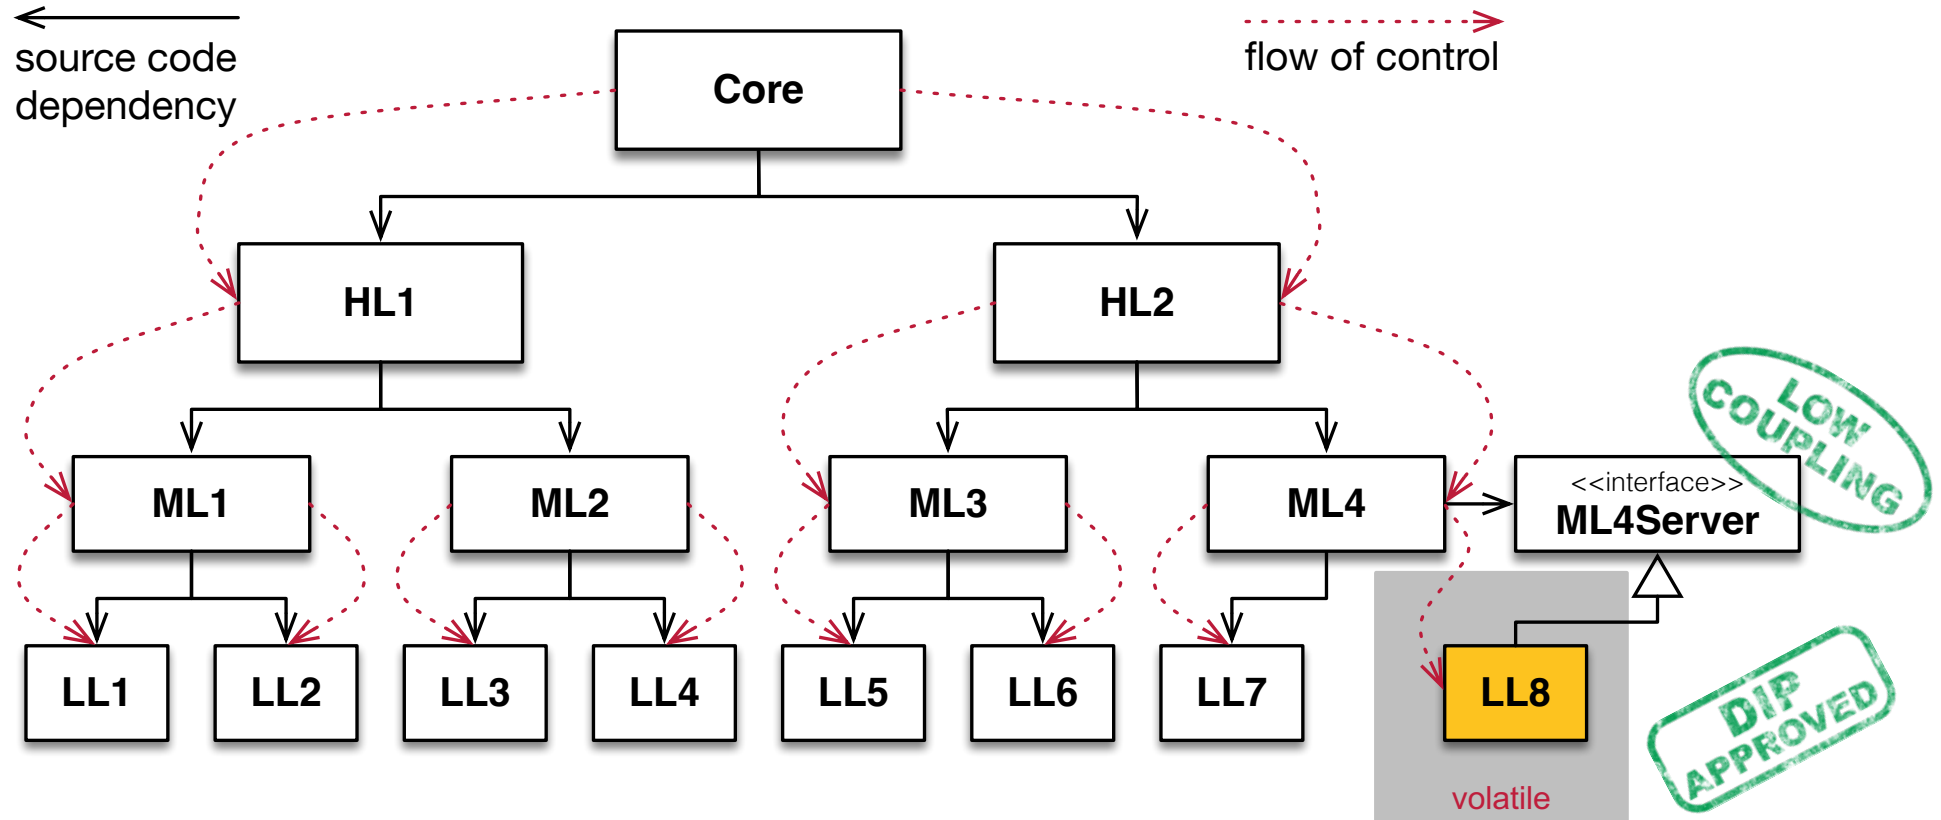 source code
dependency
flow of control
Core
HL1
HL2
ML1
ML2
ML3
ML4
<<interface>>
ML4Server
LOW
COUPLING
LL1
LL2
LL3
LL4
LL5
LL6
LL7
LL8
volatile
DIP
APPROVED